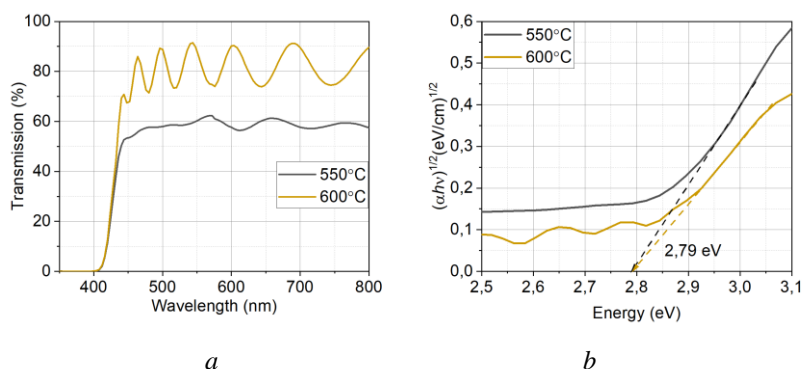 100
80
60
40
20
0
Transmission (%)
550°C
600°C
400
500
600
700
800
Wavelength (nm)
a
0,6
0,5
0,4
0,3
0,2
0,1
0,0
(αhν)^1/2(eV/cm)^1/2
550°C
600°C
2,79 eV
2,5
2,6
2,7
2,8
2,9
3,0
3,1
Energy (eV)
b